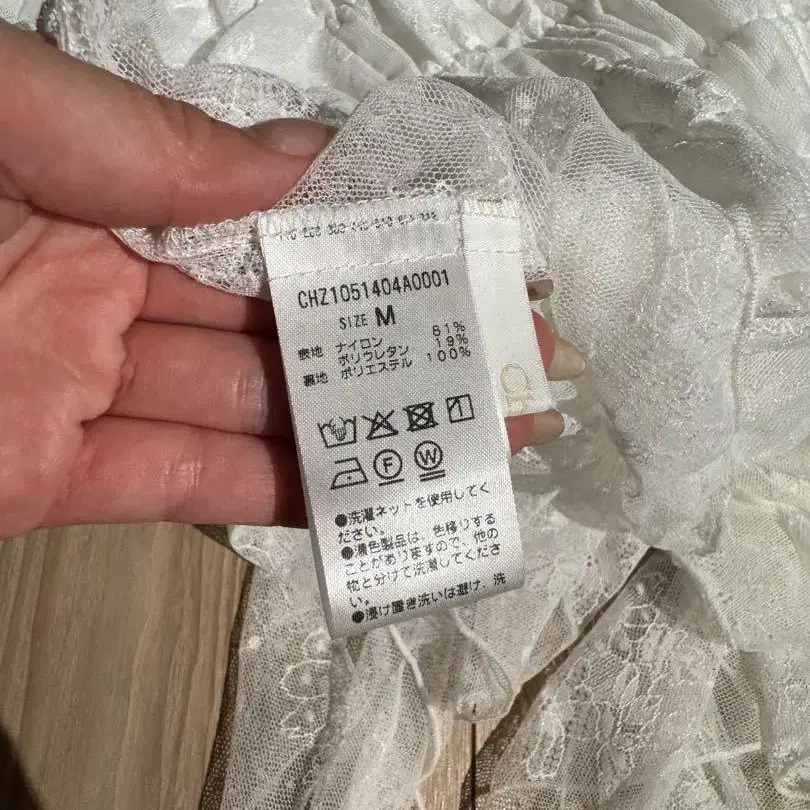 CHZ1051404A0001
SIZE M
表地 ナイロン 81%
ポリウレタン 19%
裏地 ポリエステル 100%
F
W
●洗濯ネットを使用してく
ださい。
●濃色製品は、色移りする
ことがありますので、他の
物と分けて洗濯してくださ
い。
●浸け置き洗いは避け、洗